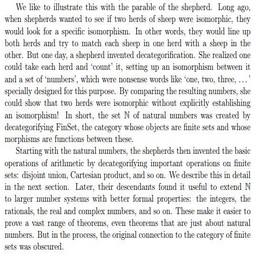 We like to illustrate this with the parable of the shepherd. Long ago,
when shepherds wanted to see if two herds of sheep were isomorphic, they
would look for a specific isomorphism. In other words, they would line up
both herds and try to match each sheep in one herd with a sheep in the
other. But one day, a shepherd invented decategorification. She realized one
could take each herd and ‘count’ it, setting up an isomorphism between it
and a set of ‘numbers’, which were nonsense words like ‘one, two, three, . . . ’
specially designed for this purpose. By comparing the resulting numbers, she
could show that two herds were isomorphic without explicitly establishing
an isomorphism! In short, the set N of natural numbers was created by
decategorifying FinSet, the category whose objects are finite sets and whose
morphisms are functions between these.
Starting with the natural numbers, the shepherds then invented the basic
operations of arithmetic by decategorifying important operations on finite
sets: disjoint union, Cartesian product, and so on. We describe this in detail
in the next section. Later, their descendants found it useful to extend N
to larger number systems with better formal properties: the integers, the
rationals, the real and complex numbers, and so on. These make it easier to
prove a vast range of theorems, even theorems that are just about natural
numbers. But in the process, the original connection to the category of finite
sets was obscured.